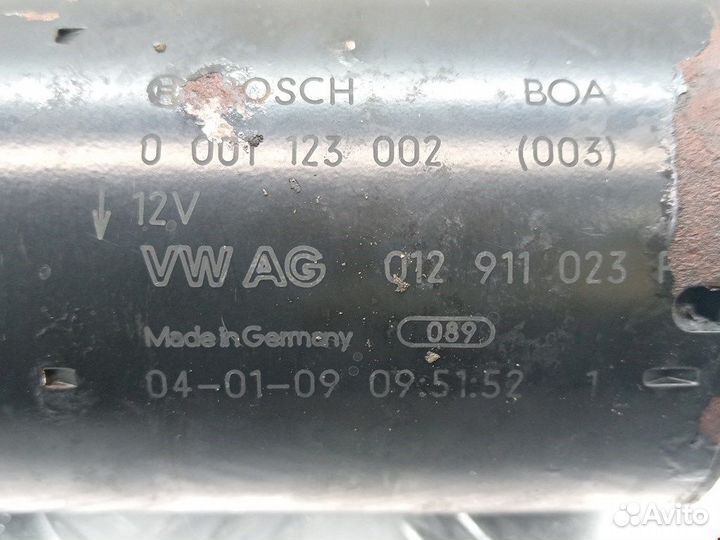 BOSCH BOA
0 001 123 002 (003)
12V
VW AG 012 911 023
Made in Germany 089
04-01-09 09:51:52 1
Avito